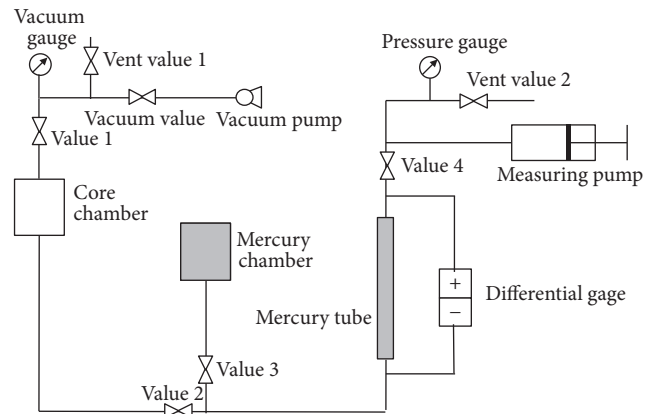 Vacuum
gauge
Vent value 1
Pressure gauge
Vent value 2
Vacuum value
Vacuum pump
Value 1
Value 4
Measuring pump
Core
chamber
Mercury
chamber
+
−
Differential gage
Mercury tube
Value 3
Value 2